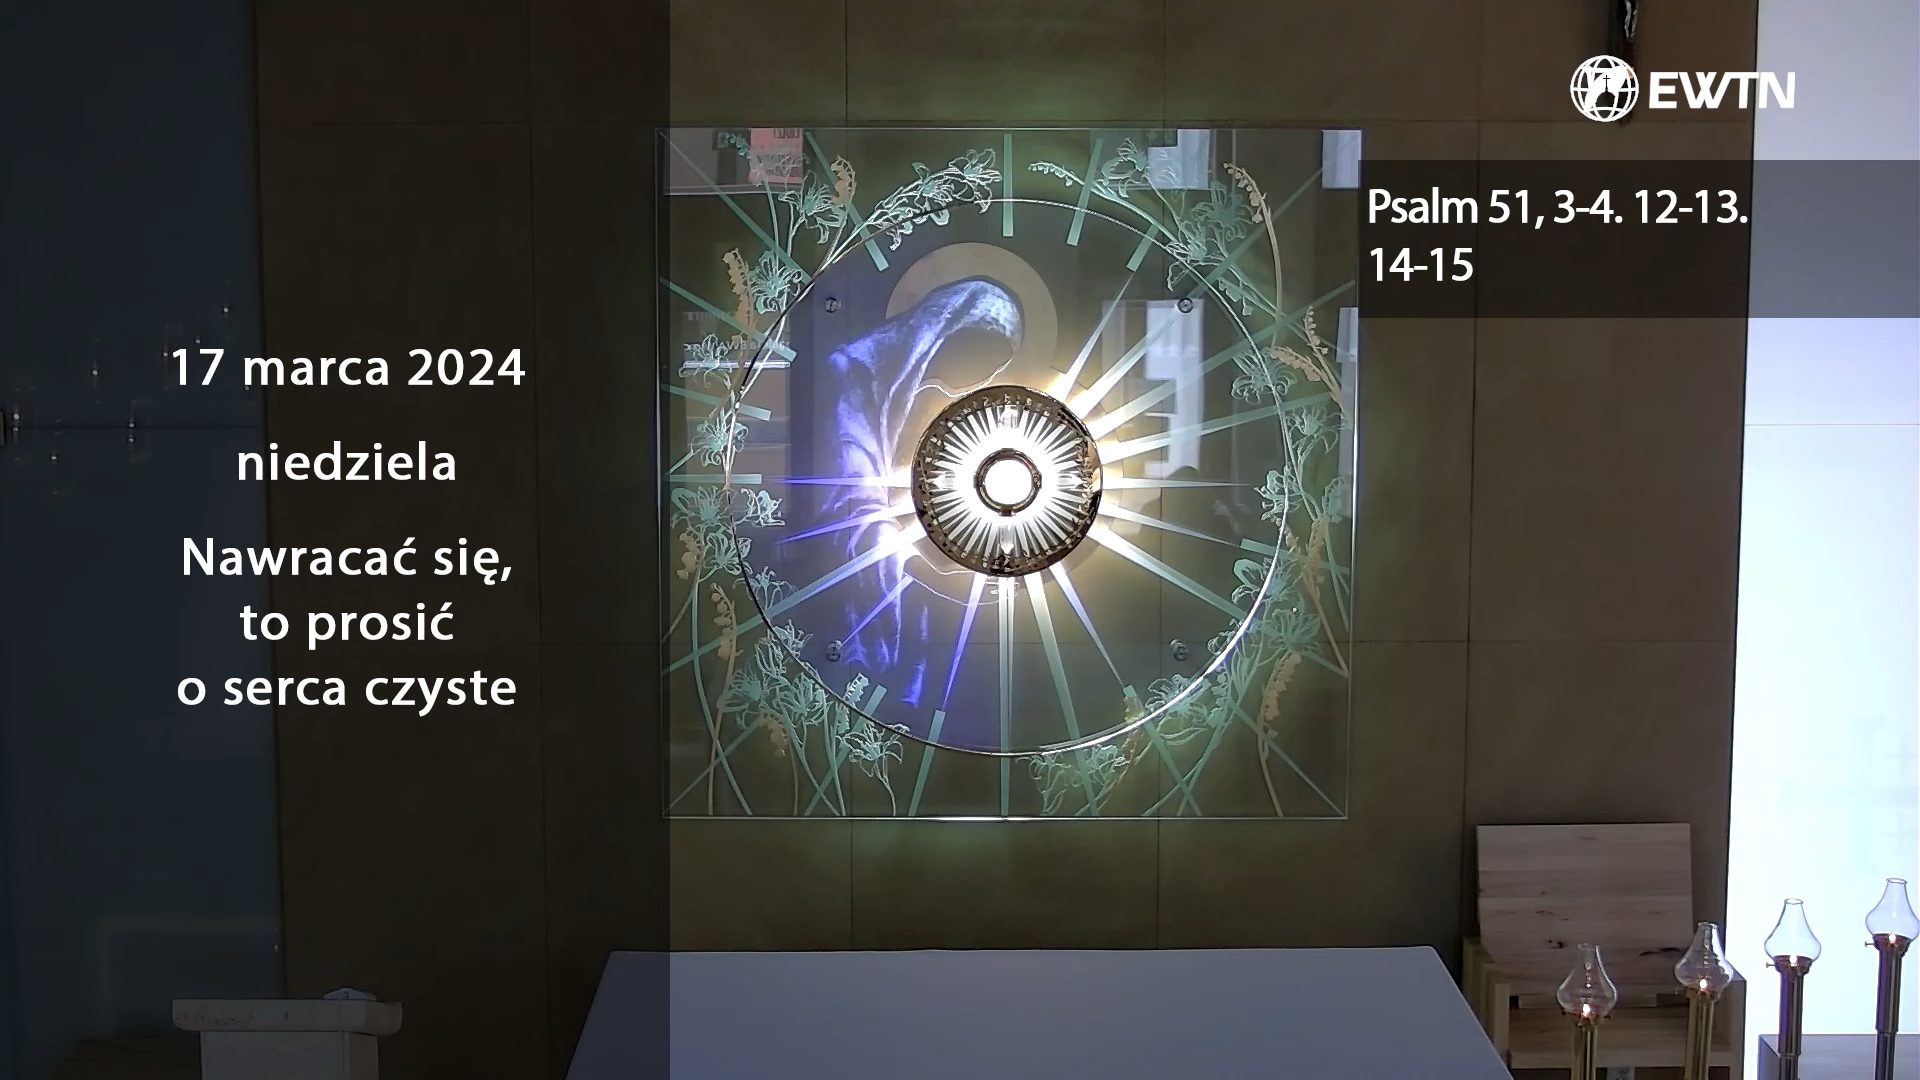 17 marca 2024
niedziela
Nawracać się,
to prosić
o serca czyste
EWTN
Psalm 51, 3-4. 12-13.
14-15